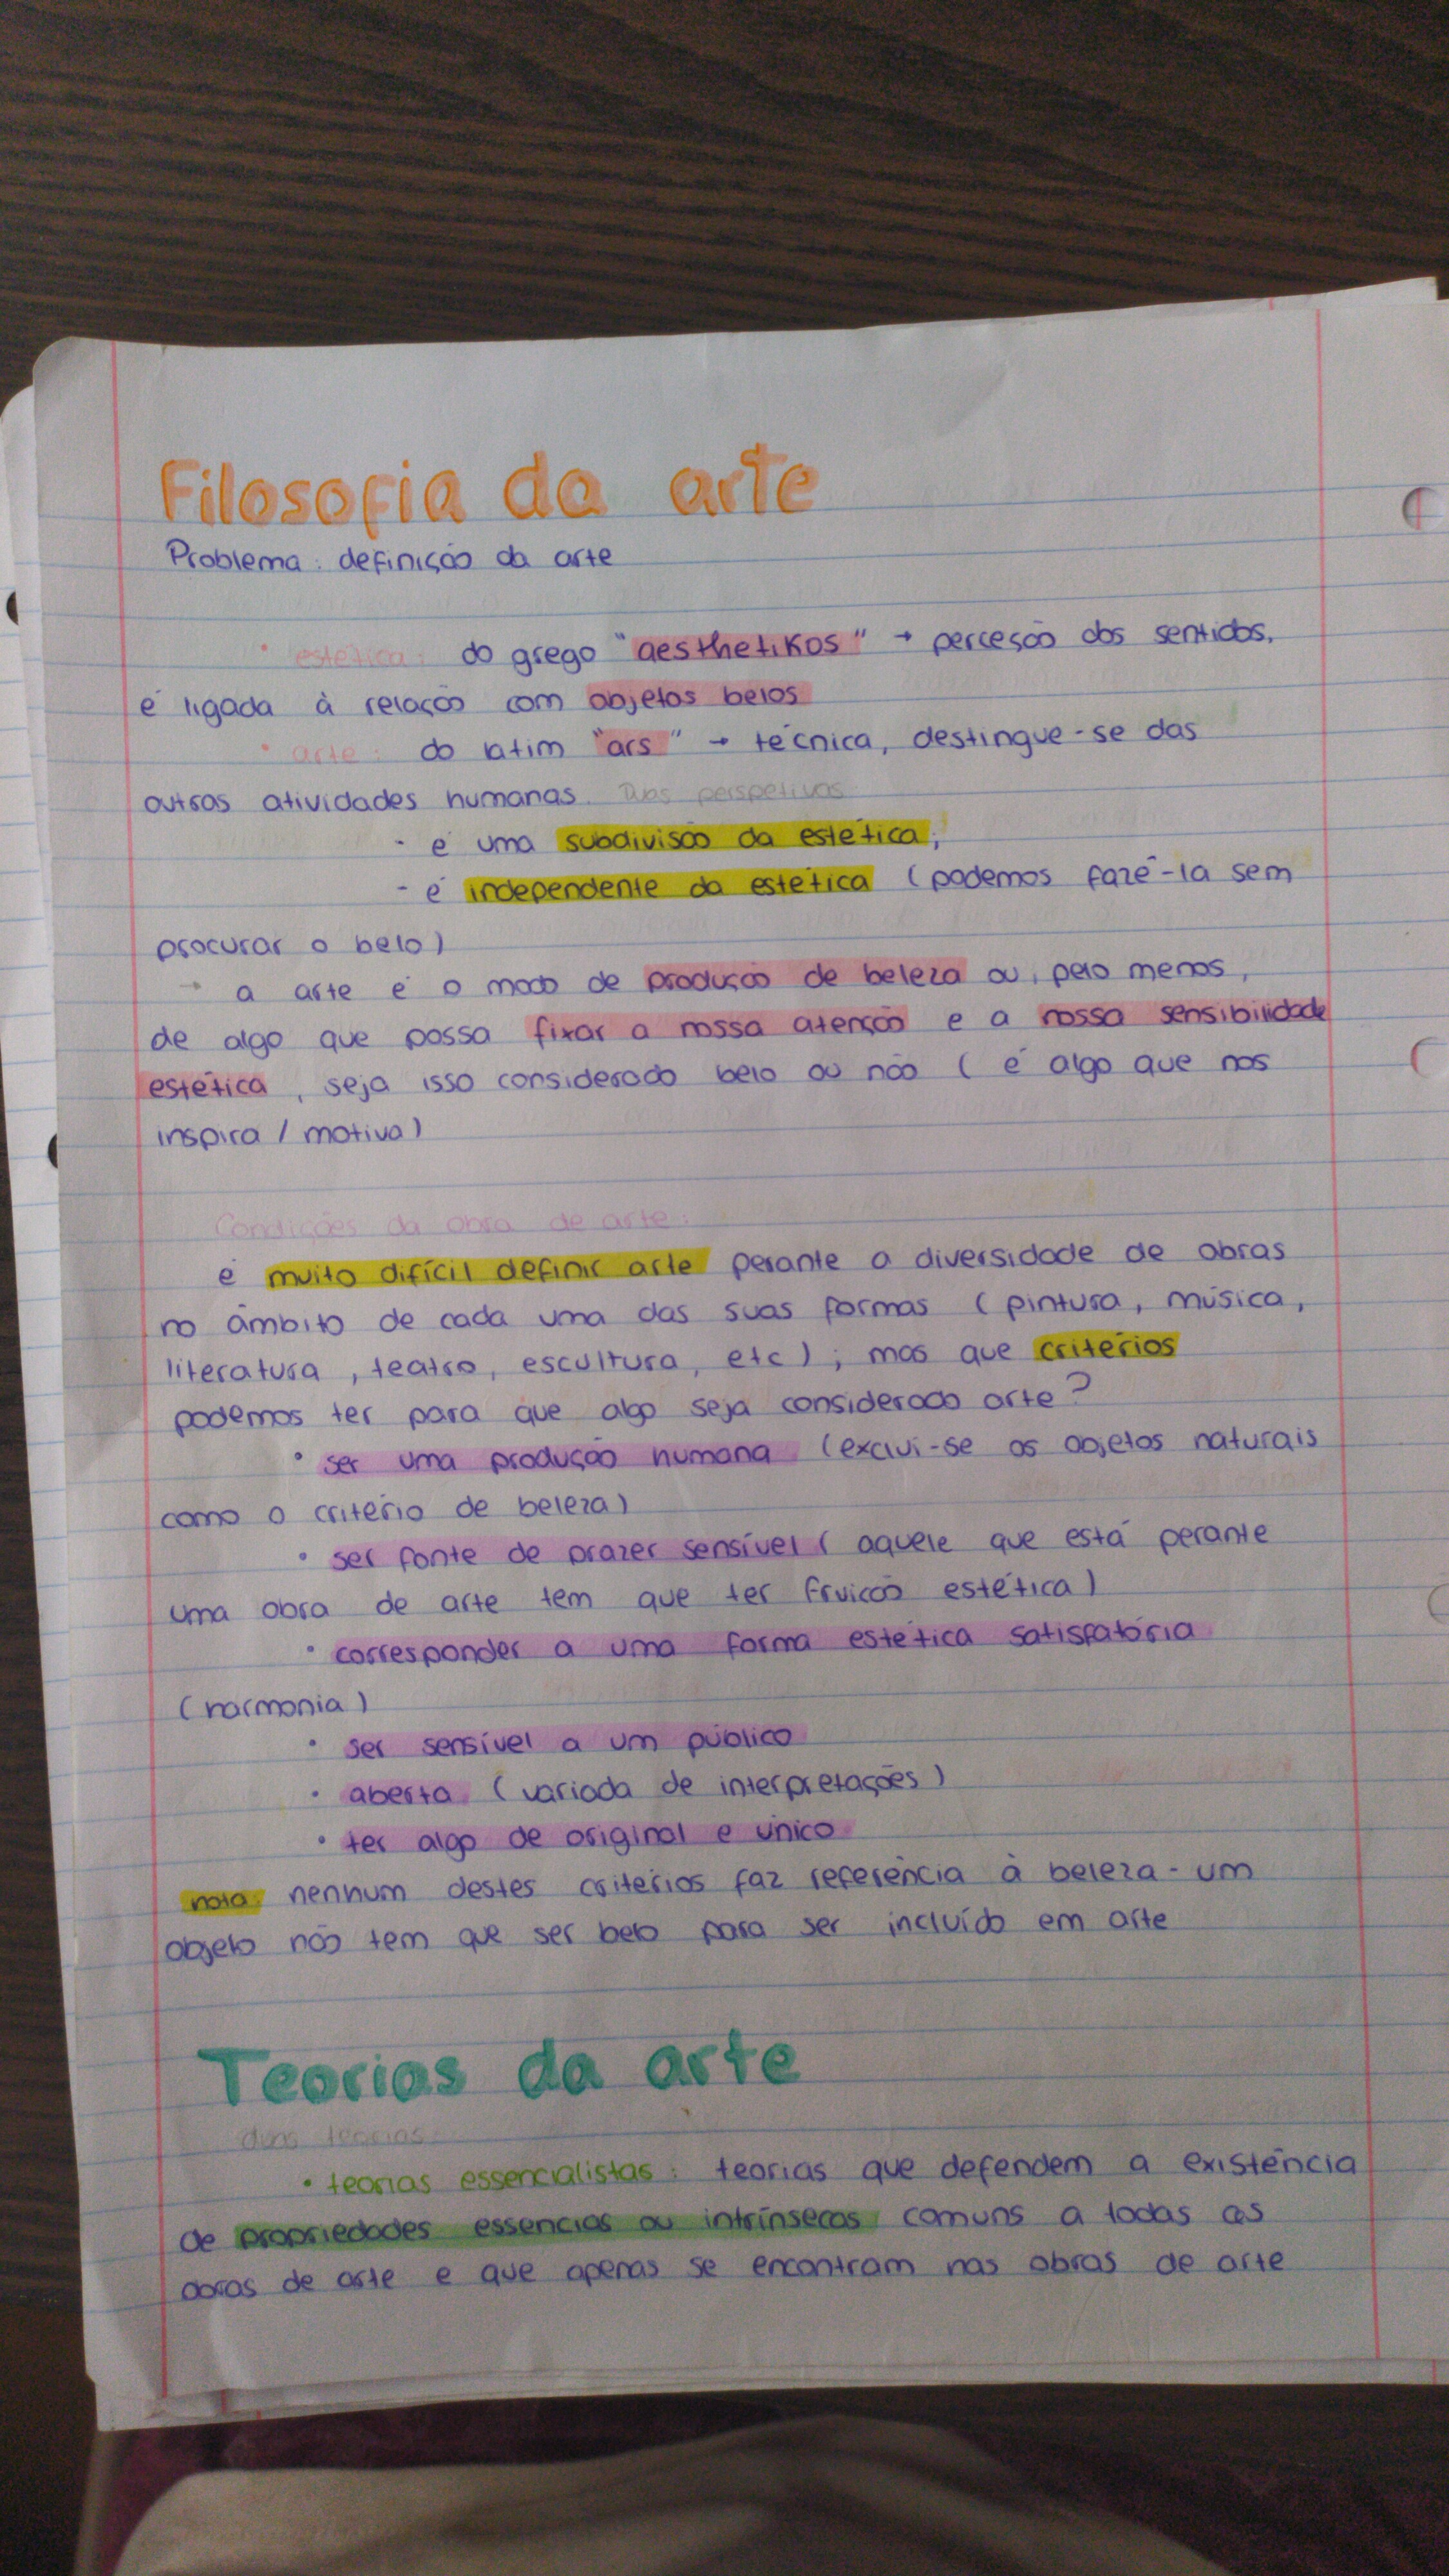 Filosofia da arte
Problema: definição da arte
• estética: do grego "aesthetikos" → perceção dos sentidos,
é ligada à relação com objetos belos
• arte: do latim "ars" → técnica, destingue-se das
outras atividades humanas. Duas perspetivas
- é uma subdivisão da estética;
- é independente da estética (podemos fazê-la sem
procurar o belo)
→ a arte é o modo de produção de beleza ou, pelo menos,
de algo que possa fixar a nossa atenção e a nossa sensibilidade
estética, seja isso considerado belo ou não (é algo que nos
inspira / motiva)
Condições da obra de arte:
é muito difícil definir arte perante a diversidade de obras
no âmbito de cada uma das suas formas (pintura, música,
literatura, teatro, escultura, etc); mas que critérios
podemos ter para que algo seja considerado arte?
• ser uma produção humana (exclui-se os objetos naturais
como o critério de beleza)
• ser fonte de prazer sensível (aquele que está perante
uma obra de arte tem que ter fruição estética)
• corresponder a uma forma estética satisfatória
(harmonia)
• ser sensível a um público
• aberta (variada de interpretações)
• ter algo de original e único
nota: nenhum destes critérios faz referência à beleza - um
objeto não tem que ser belo para ser incluído em arte
Teorias da arte
duas teorias:
• teorias essencialistas: teorias que defendem a existência
de propriedades essencias ou intrínsecas comuns a todas as
obras de arte e que apenas se encontram nas obras de arte